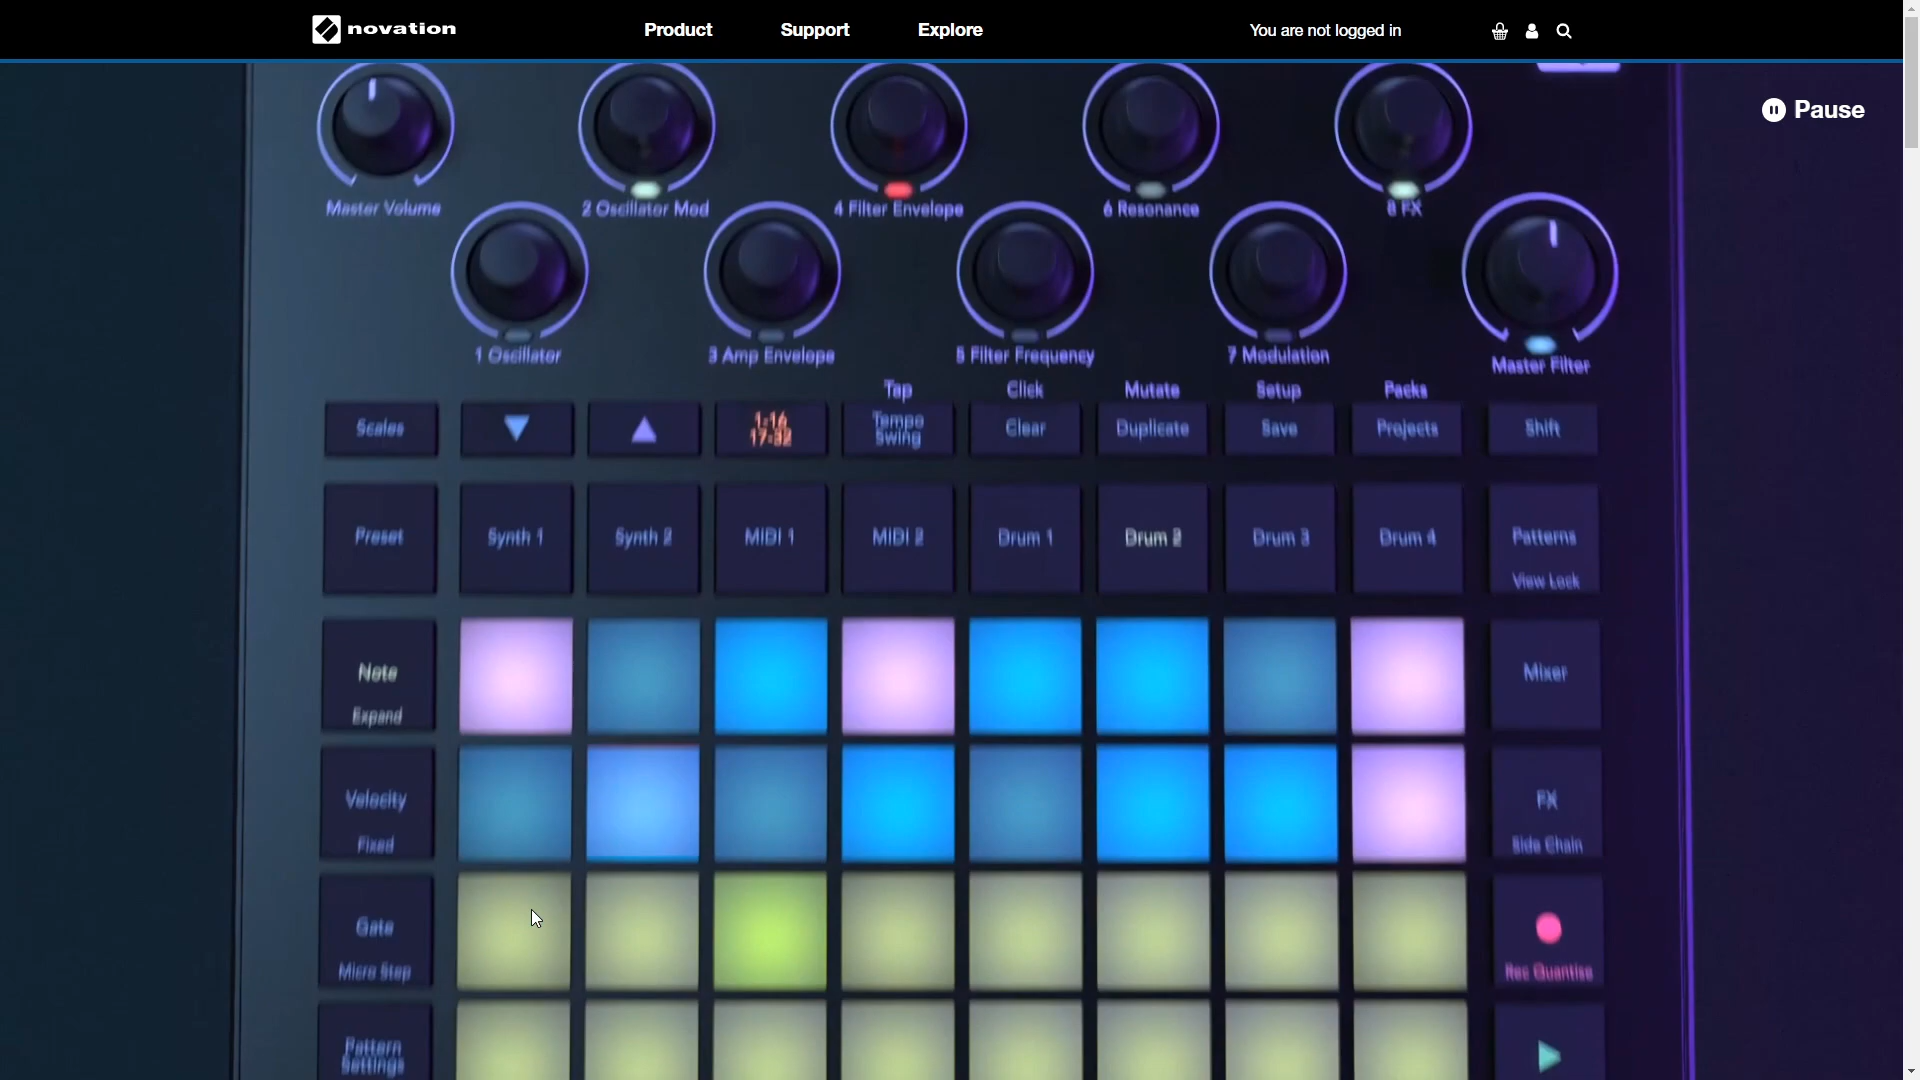 novation
Product
Support
Explore
You are not logged in
Pause
Master Volume
2 Oscillator Mod
4 Filter Envelope
6 Resonance
8 FX
1 Oscillator
3 Amp Envelope
5 Filter Frequency
7 Modulation
Master Filter
Tap
Click
Mutate
Setup
Packs
Scales
1-16
17-32
Tempo
Swing
Clear
Duplicate
Save
Projects
Shift
Preset
Synth 1
Synth 2
MIDI 1
MIDI 2
Drum 1
Drum 2
Drum 3
Drum 4
Patterns
View Lock
Note
Expand
Mixer
Velocity
Fixed
FX
Side Chain
Gate
Micro Step
Rec Quantise
Pattern
Settings